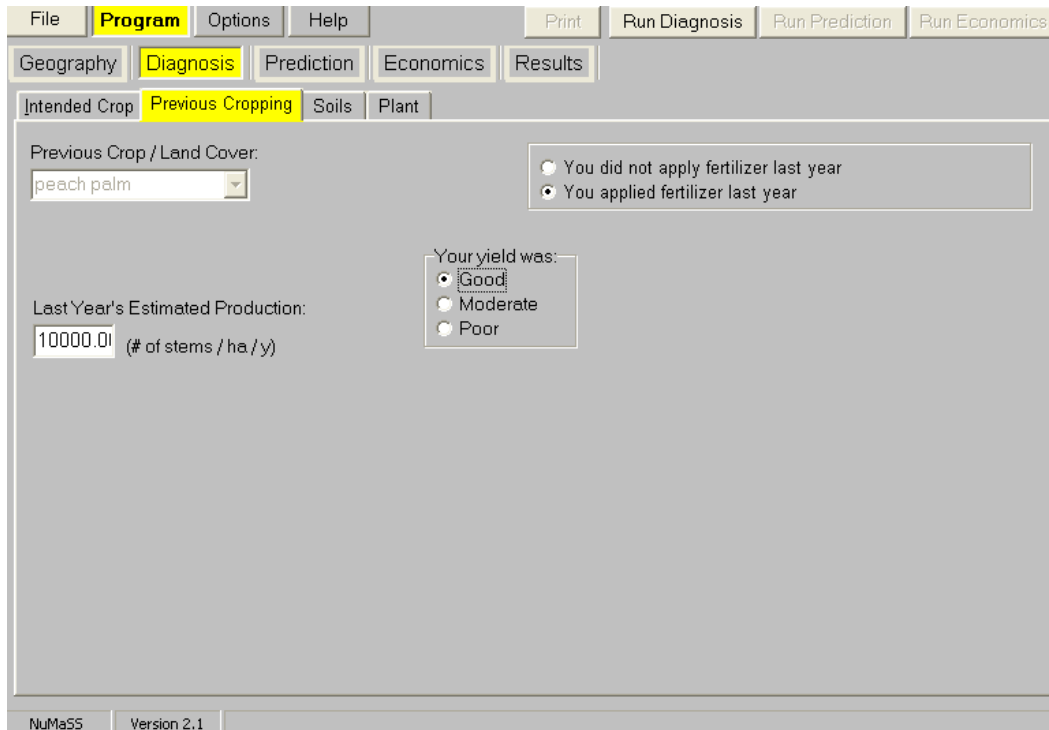 File Program Options Help Print Run Diagnosis Run Prediction Run Economics
Geography Diagnosis Prediction Economics Results
Intended Crop Previous Cropping Soils Plant
Previous Crop / Land Cover:
peach palm
You did not apply fertilizer last year
You applied fertilizer last year
Your yield was:
Good
Moderate
Poor
Last Year's Estimated Production:
10000.0 (# of stems / ha / y)
NuMaSS Version 2.1